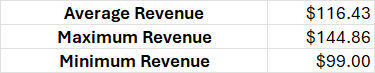 Average Revenue $116.43
Maximum Revenue $144.86
Minimum Revenue $99.00